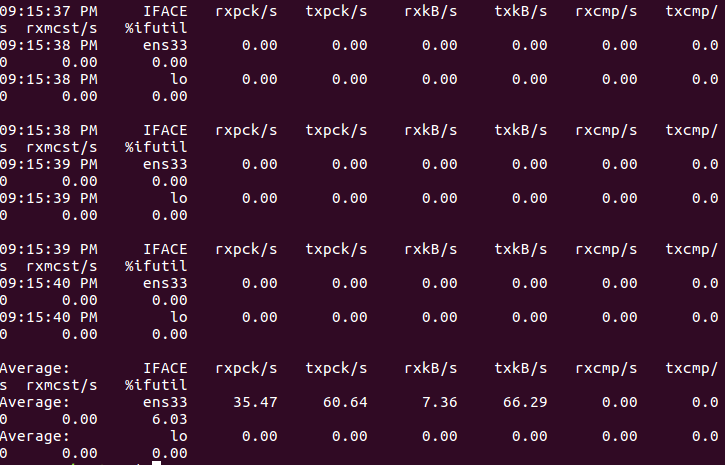 09:15:37 PM     IFACE   rxpck/s   txpck/s    rxkB/s    txkB/s   rxcmp/s   txcmp/
s  rxmcst/s   %ifutil
09:15:38 PM     ens33      0.00      0.00      0.00      0.00      0.00      0.0
0      0.00      0.00
09:15:38 PM        lo      0.00      0.00      0.00      0.00      0.00      0.0
0      0.00      0.00
09:15:38 PM     IFACE   rxpck/s   txpck/s    rxkB/s    txkB/s   rxcmp/s   txcmp/
s  rxmcst/s   %ifutil
09:15:39 PM     ens33      0.00      0.00      0.00      0.00      0.00      0.0
0      0.00      0.00
09:15:39 PM        lo      0.00      0.00      0.00      0.00      0.00      0.0
0      0.00      0.00
09:15:39 PM     IFACE   rxpck/s   txpck/s    rxkB/s    txkB/s   rxcmp/s   txcmp/
s  rxmcst/s   %ifutil
09:15:40 PM     ens33      0.00      0.00      0.00      0.00      0.00      0.0
0      0.00      0.00
09:15:40 PM        lo      0.00      0.00      0.00      0.00      0.00      0.0
0      0.00      0.00
Average:        IFACE   rxpck/s   txpck/s    rxkB/s    txkB/s   rxcmp/s   txcmp/
s  rxmcst/s   %ifutil
Average:        ens33     35.47     60.64      7.36     66.29      0.00      0.0
0      0.00      6.03
Average:           lo      0.00      0.00      0.00      0.00      0.00      0.0
0      0.00      0.00